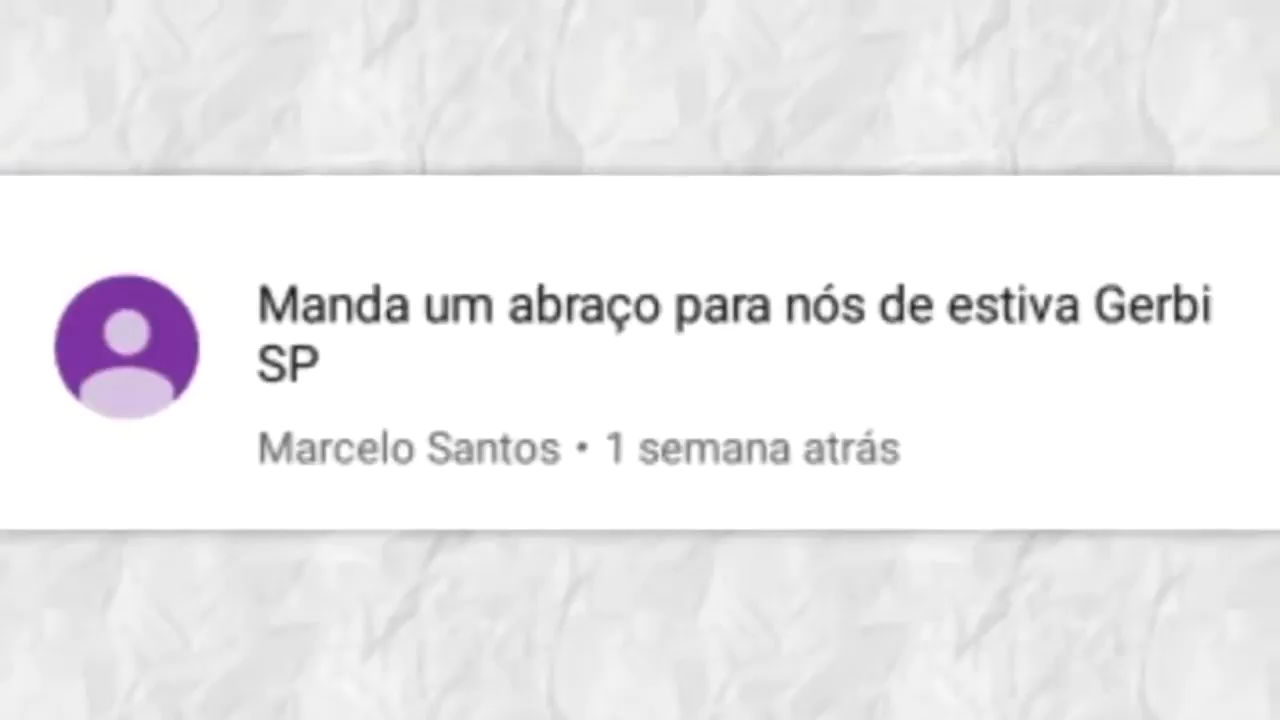 Manda um abraço para nós de estiva Gerbi
SP
Marcelo Santos • 1 semana atrás